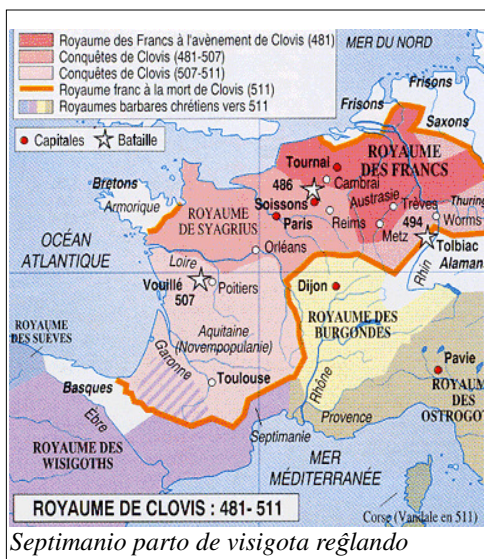 Royaume des Francs à l'avènement de Clovis (481)
Conquêtes de Clovis (481-507)
Conquêtes de Clovis (507-511)
Royaume franc à la mort de Clovis (511)
Royaumes barbares chrétiens vers 511
Capitales
Bataille
MER DU NORD
Frisons
Frisons
Saxons
Tournai
ROYAUME
DES FRANCS
486
Cambrai
Bretons
Armorique
Soissons
Austrasie
Trèves
Thuring
ROYAUME
DE SYAGRIUS
Paris
Reims
494
Worms
Metz
Tolbiac
OCÉAN
ATLANTIQUE
Orléans
Rhin
Alaman
Loire
Vouillé
507
Poitiers
Dijon
ROYAUME DES
BURGONDES
ROYAUME
DES SUÈVES
Aquitaine
(Novempopulanie)
Garonne
Pavie
Basques
Toulouse
Rhône
ROYAUM
DES
OSTROGOT
Èbre
Provence
Septimanie
ROYAUME DES
WISIGOTHS
MER
MÉDITERRANÉE
ROYAUME DE CLOVIS : 481- 511
Corse (Vandale en 511)
Septimanio parto de visigota reĝlando